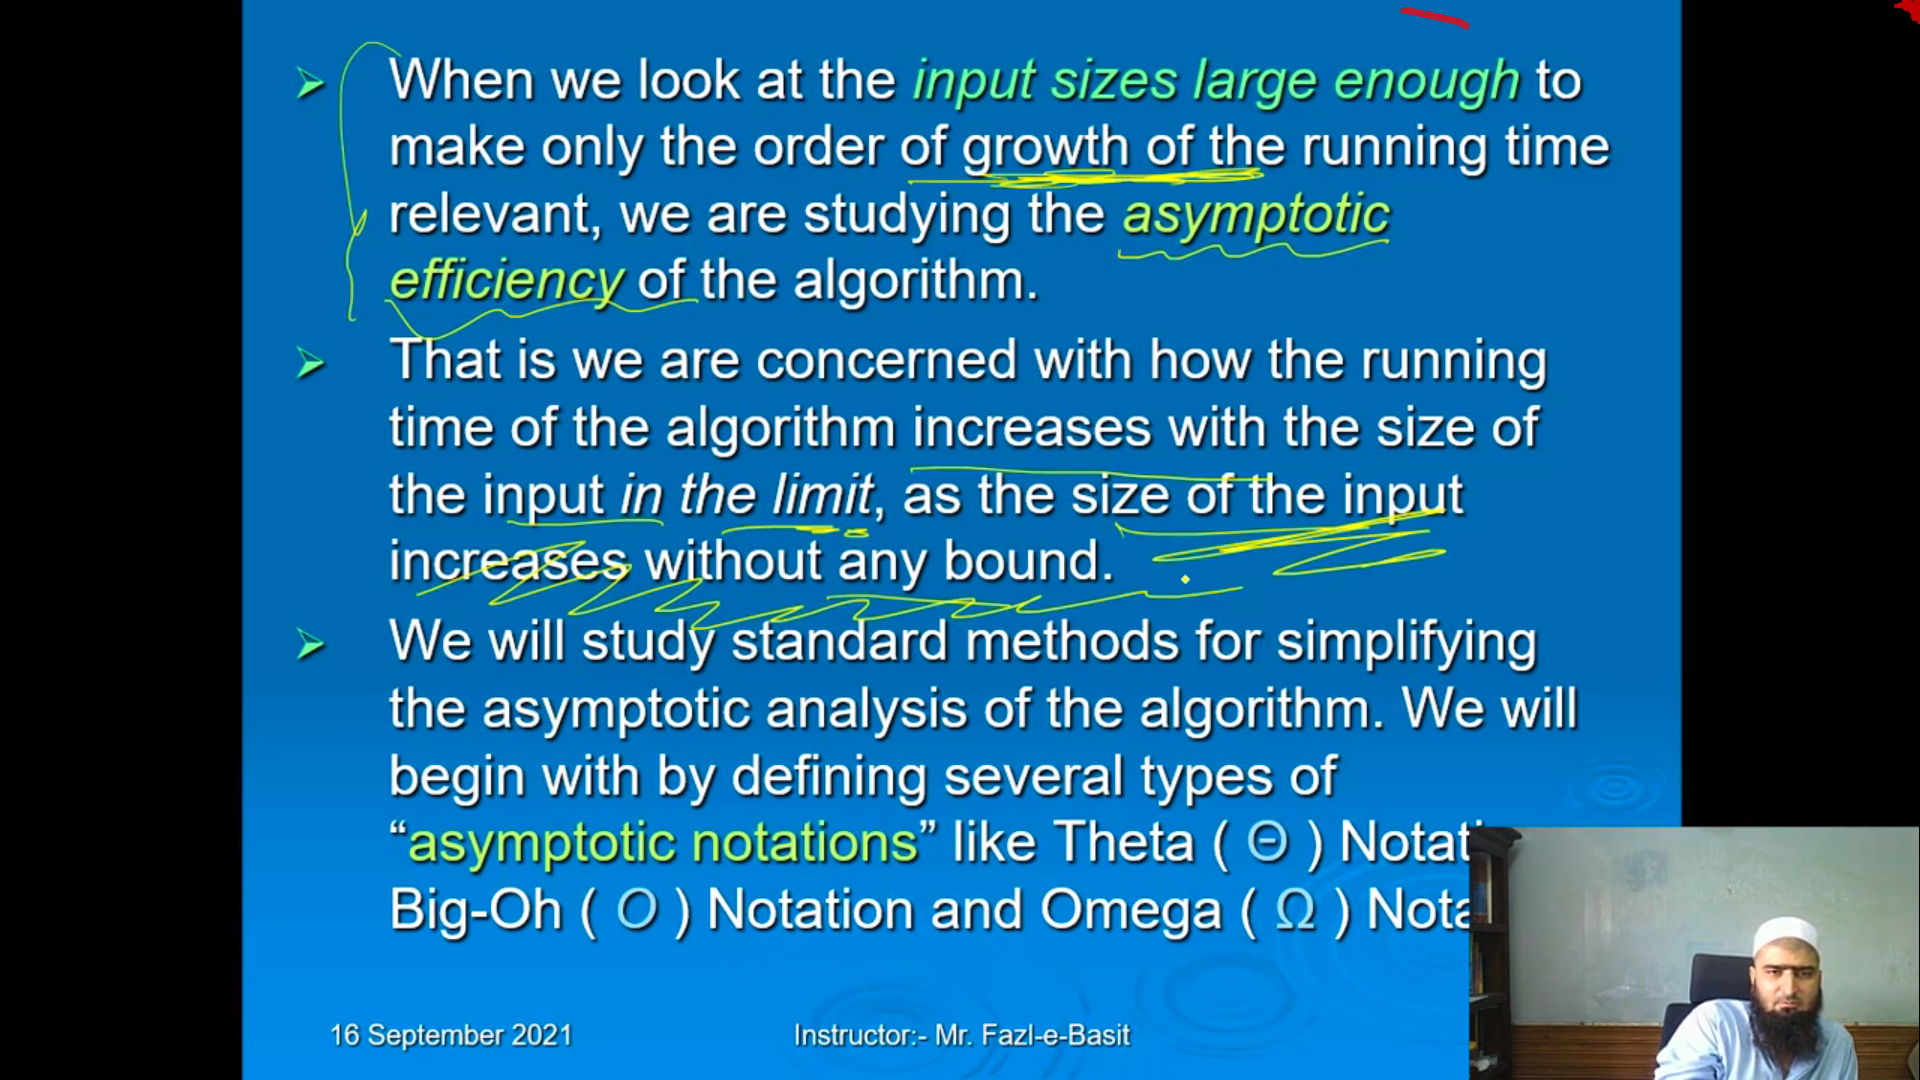 When we look at the input sizes large enough to
make only the order of growth of the running time
relevant, we are studying the asymptotic
efficiency of the algorithm.
That is we are concerned with how the running
time of the algorithm increases with the size of
the input in the limit, as the size of the input
increases without any bound.
We will study standard methods for simplifying
the asymptotic analysis of the algorithm. We will
begin with by defining several types of
“asymptotic notations” like Theta ( Θ ) Notati
Big-Oh ( O ) Notation and Omega ( Ω ) Nota
16 September 2021
Instructor:- Mr. Fazl-e-Basit